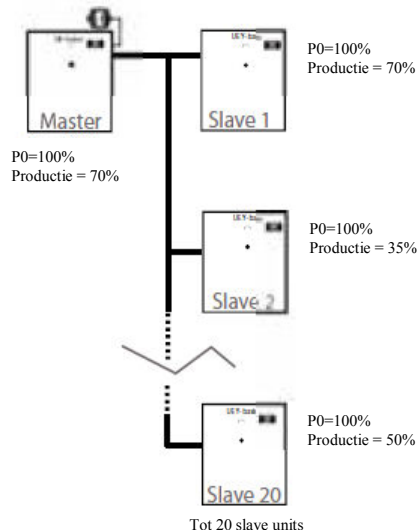 Master
P0=100%
Productie = 70%
Slave 1
P0=100%
Productie = 70%
Slave 2
P0=100%
Productie = 35%
Slave 20
P0=100%
Productie = 50%
Tot 20 slave units